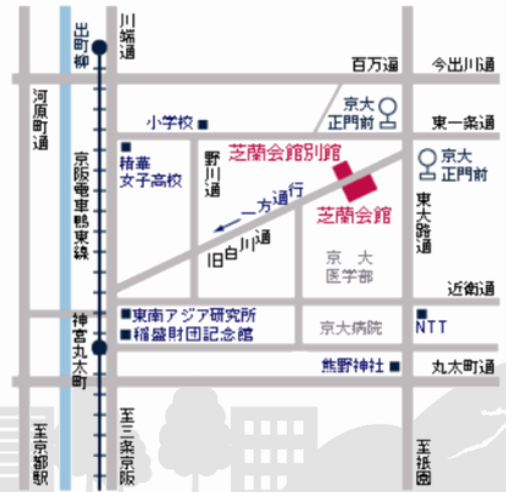 出町柳
川端通
百万遍
今出川通
河原町通
小学校
京大
正門前
東一条通
精華
女子高校
野川通
芝蘭会館別館
京大
正門前
京阪電車鴨東線
一方通行
芝蘭会館
東大路通
旧白川通
京大
医学部
近衛通
東南アジア研究所
稲盛財団記念館
神宮丸太町
京大病院
NTT
熊野神社
丸太町通
至京都駅
至三条京阪
至祇園